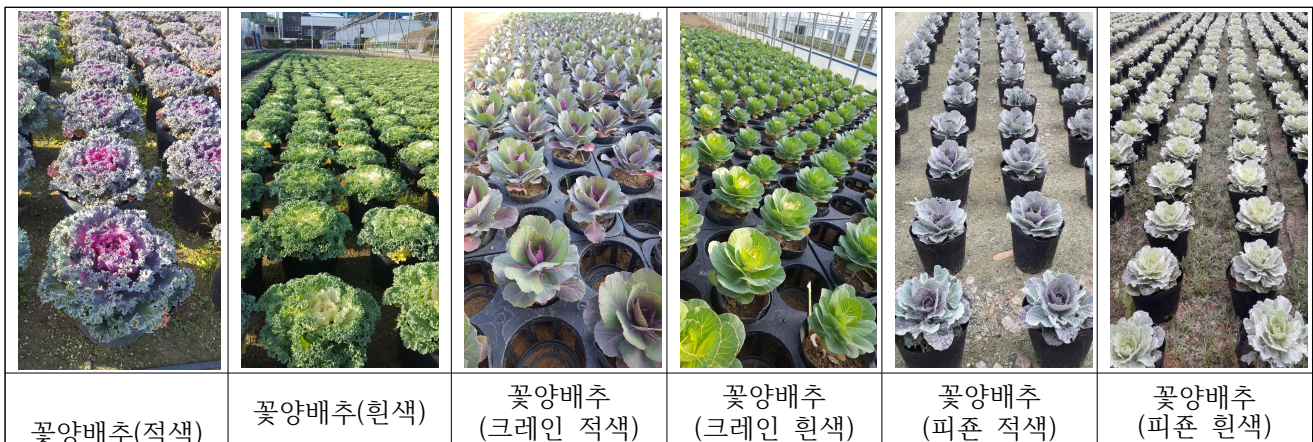 꽃양배추(적색)
꽃양배추(흰색)
꽃양배추
(크레인 적색)
꽃양배추
(크레인 흰색)
꽃양배추
(피죤 적색)
꽃양배추
(피죤 흰색)